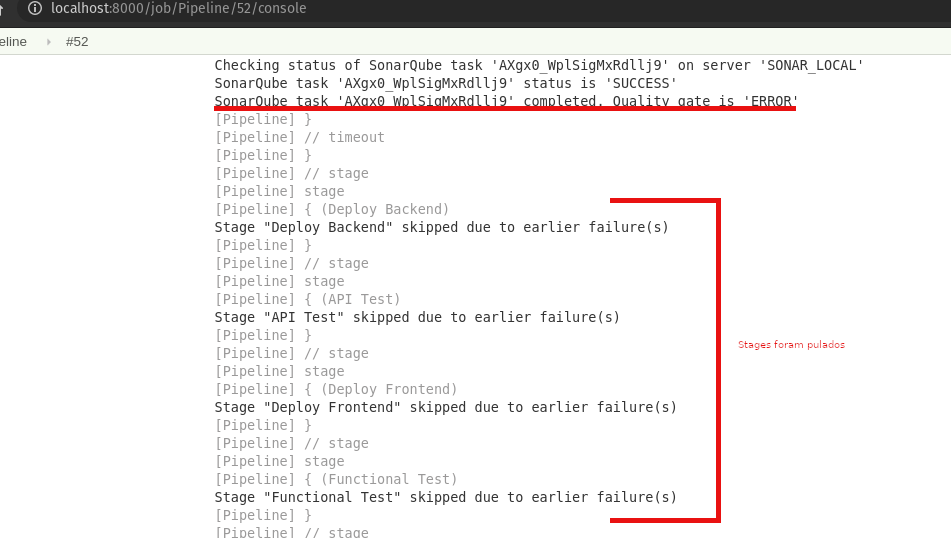 localhost:8000/job/Pipeline/52/console
eline
#52
Checking status of SonarQube task 'AXgx0_WplSigMxRdllj9' on server 'SONAR_LOCAL'
SonarQube task 'AXgx0_WplSigMxRdllj9' status is 'SUCCESS'
SonarQube task 'AXgx0_WplSigMxRdllj9' completed. Quality gate is 'ERROR'
[Pipeline] }
[Pipeline] // timeout
[Pipeline] }
[Pipeline] // stage
[Pipeline] stage
[Pipeline] { (Deploy Backend)
Stage "Deploy Backend" skipped due to earlier failure(s)
[Pipeline] }
[Pipeline] // stage
[Pipeline] stage
[Pipeline] { (API Test)
Stage "API Test" skipped due to earlier failure(s)
[Pipeline] }
Stages foram pulados
[Pipeline] // stage
[Pipeline] stage
[Pipeline] { (Deploy Frontend)
Stage "Deploy Frontend" skipped due to earlier failure(s)
[Pipeline] }
[Pipeline] // stage
[Pipeline] stage
[Pipeline] { (Functional Test)
Stage "Functional Test" skipped due to earlier failure(s)
[Pipeline] }
[Pipeline] // stage